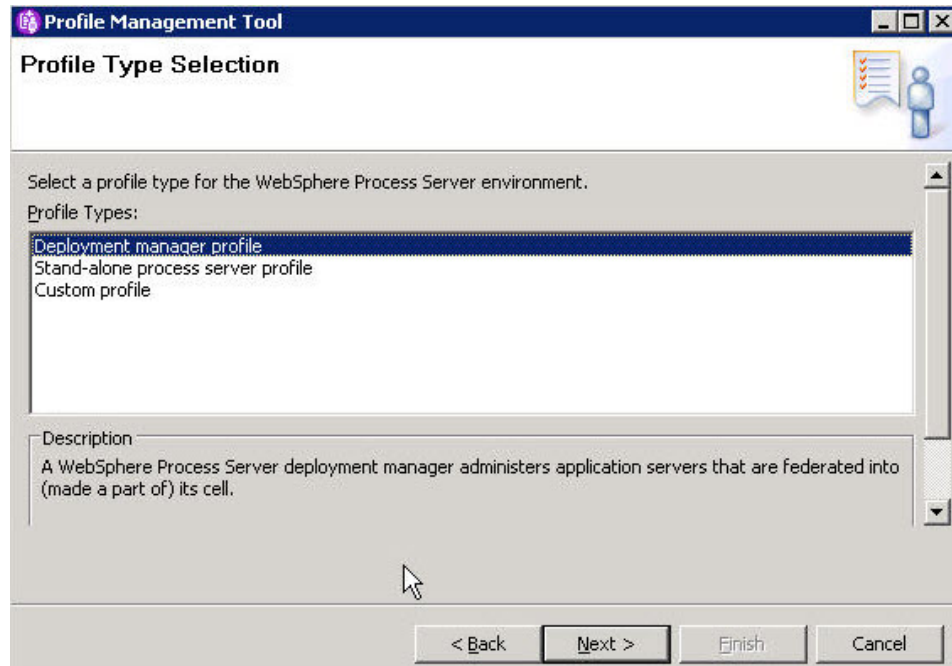 Profile Management Tool
Profile Type Selection
Select a profile type for the WebSphere Process Server environment.
Profile Types:
Deployment manager profile
Stand-alone process server profile
Custom profile
Description
A WebSphere Process Server deployment manager administers application servers that are federated into
(made a part of) its cell.
< Back Next > Finish Cancel